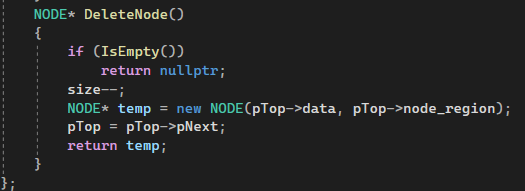 NODE* DeleteNode()
{
if (IsEmpty())
return nullptr;
size--;
NODE* temp = new NODE(pTop->data, pTop->node_region);
pTop = pTop->pNext;
return temp;
}
};